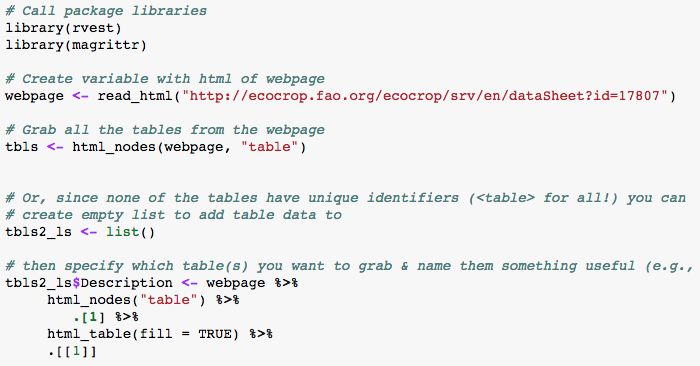 # Call package libraries
library(rvest)
library(magrittr)
# Create variable with html of webpage
webpage <- read_html("http://ecocrop.fao.org/ecocrop/srv/en/dataSheet?id=17807")
# Grab all the tables from the webpage
tbls <- html_nodes(webpage, "table")
# Or, since none of the tables have unique identifiers (<table> for all!) you can
# create empty list to add table data to
tbls2_ls <- list()
# then specify which table(s) you want to grab & name them something useful (e.g.,
tbls2_ls$Description <- webpage %>%
html_nodes("table") %>%
.[1] %>%
html_table(fill = TRUE) %>%
.[[1]]